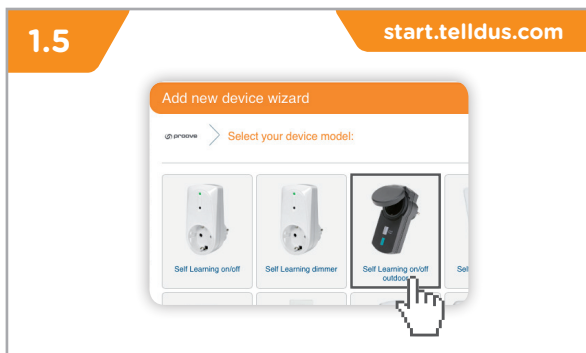 1.5
start.telldus.com
Add new device wizard
proove
Select your device model:
Self Learning on/off
Self Learning dimmer
Self Learning on/off
outdoor
Sel